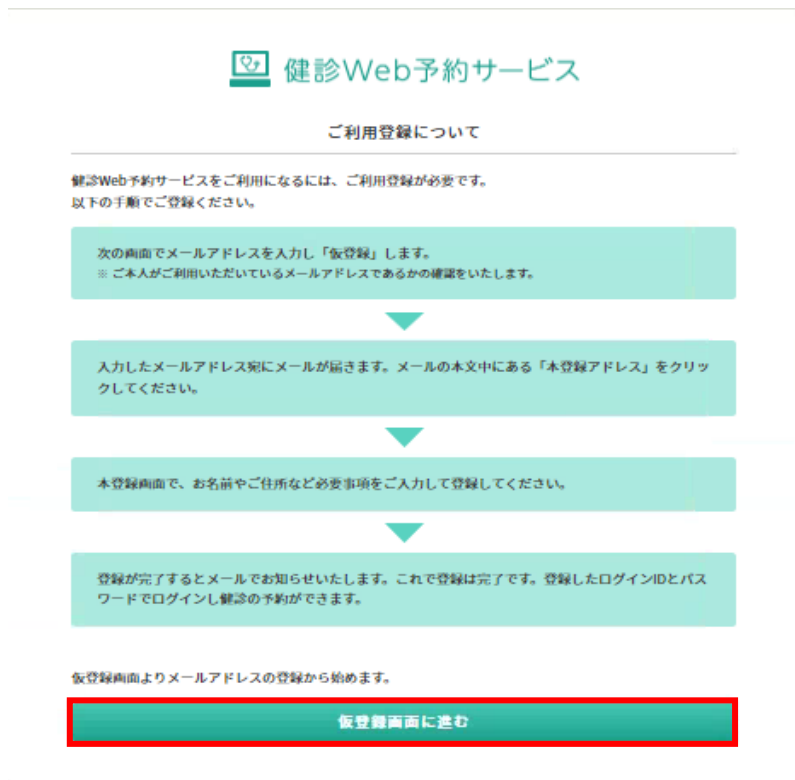 健診Web予約サービス
ご利用登録について
健診Web予約サービスをご利用になるには、ご利用登録が必要です。
以下の手順でご登録ください。
次の画面でメールアドレスを入力し「仮登録」します。
※ ご本人がご利用いただいているメールアドレスであるかの確認をいたします。
入力したメールアドレス宛にメールが届きます。メールの本文中にある「本登録アドレス」をクリッ
クしてください。
本登録画面で、お名前やご住所など必要事項をご入力して登録してください。
登録が完了するとメールでお知らせいたします。これで登録は完了です。登録したログインIDとパス
ワードでログインし健診の予約ができます。
仮登録画面よりメールアドレスの登録から始めます。
仮登録画面に進む